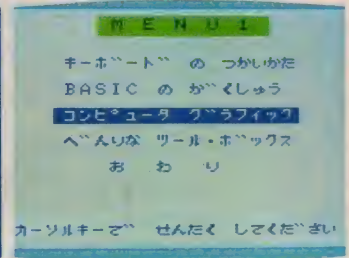 MENU1
キーボード の つかいかた
BASIC の がくしゅう
コンピュータ グラフィック
べんりな ツール・ボックス
おわり
カーソルキーで せんたく してください